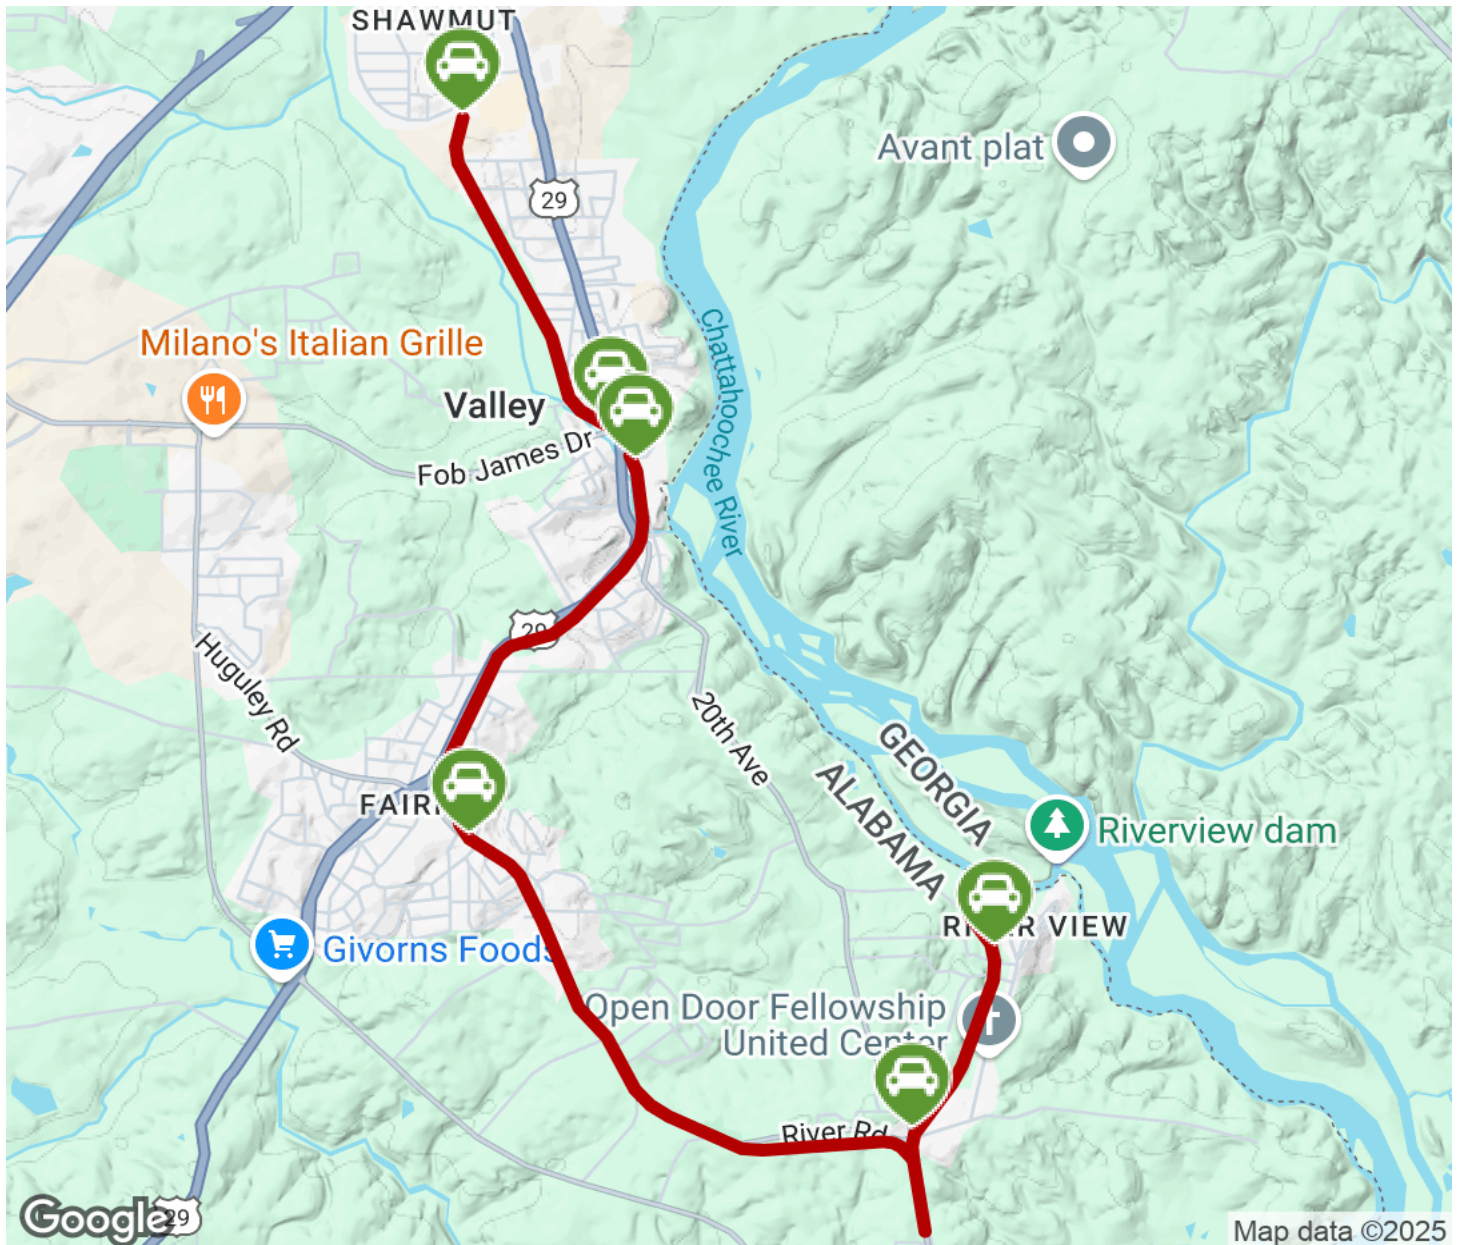 SHAWMUT
29
Avant plat
Milano's Italian Grille
Chattahoochee River
Valley
Fob James Dr
29
Huguley Rd
20th Ave
GEORGIA
ALABAMA
Riverview dam
VIEW
Givorns Foods
Open Door Fellowship
United Center
River Rd
Google
29
Map data ©2025